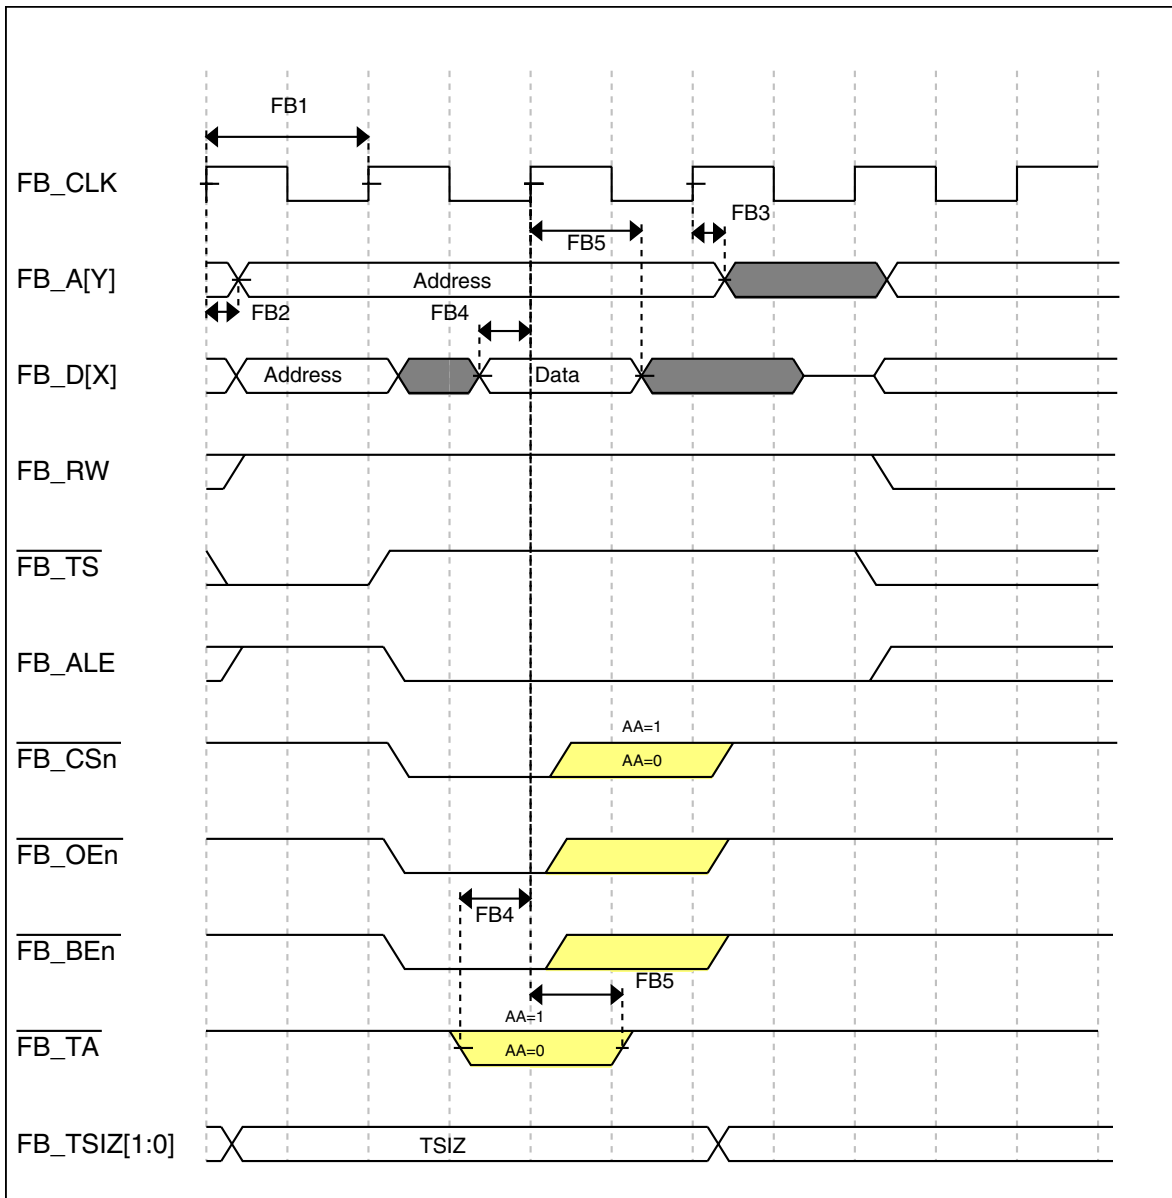 FB1
FB_CLK
FB3
FB5
FB_A[Y]
Address
FB2
FB4
FB_D[X]
Address
Data
FB_RW
FB_TS
FB_ALE
AA=1
FB_CSn
AA=0
FB_OEn
FB4
FB_BEn
FB5
AA=1
FB_TA
AA=0
FB_TSIZ[1:0]
TSIZ